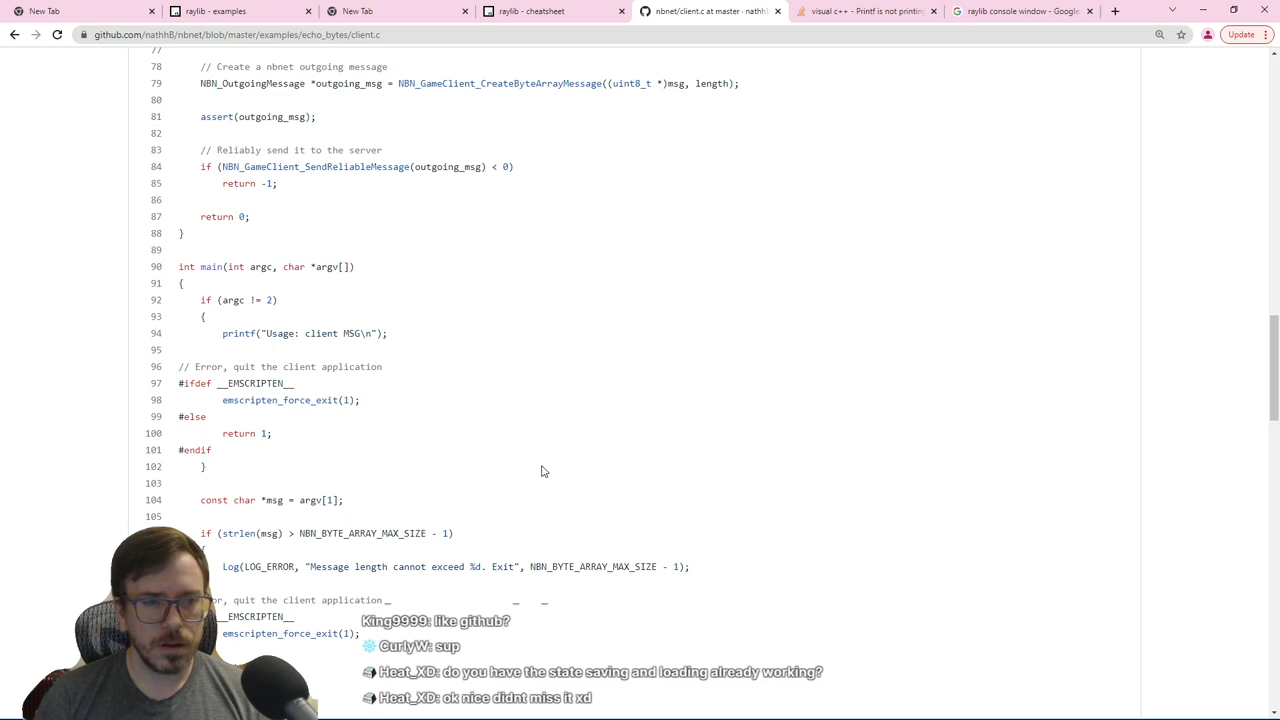 New Tab
raylib - examples
New Tab
raylib - cheatsheet
nbnet/client.c at master · nathhB
visual c++ - Printf is not printing
raylib console window - Google
github.com/nathhB/nbnet/blob/master/examples/echo_bytes/client.c
Update
77
78 // Create a nbnet outgoing message
79 NBN_OutgoingMessage *outgoing_msg = NBN_GameClient_CreateByteArrayMessage((uint8_t *)msg, length);
80
81 assert(outgoing_msg);
82
83 // Reliably send it to the server
84 if (NBN_GameClient_SendReliableMessage(outgoing_msg) < 0)
85 return -1;
86
87 return 0;
88 }
89
90 int main(int argc, char *argv[])
91 {
92 if (argc != 2)
93 {
94 printf("Usage: client MSG\n");
95
96 // Error, quit the client application
97 #ifdef __EMSCRIPTEN__
98 emscripten_force_exit(1);
99 #else
100 return 1;
101 #endif
102 }
103
104 const char *msg = argv[1];
105
if (strlen(msg) > NBN_BYTE_ARRAY_MAX_SIZE - 1)
{
Log(LOG_ERROR, "Message length cannot exceed %d. Exit", NBN_BYTE_ARRAY_MAX_SIZE - 1);
quit the client application
__EMSCRIPTEN__
emscripten_force_exit(1);
King9999: like github?
CurlyW: sup
Heat_XD: do you have the state saving and loading already working?
Heat_XD: ok nice didnt miss it xd